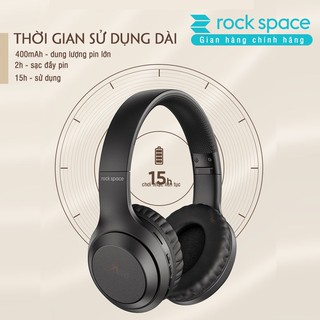 rock space
Gian hàng chính hãng
THỜI GIAN SỬ DỤNG DÀI
400mAh - dung lượng pin lớn
2h - sạc đầy pin
15h - sử dụng
15h
rock space